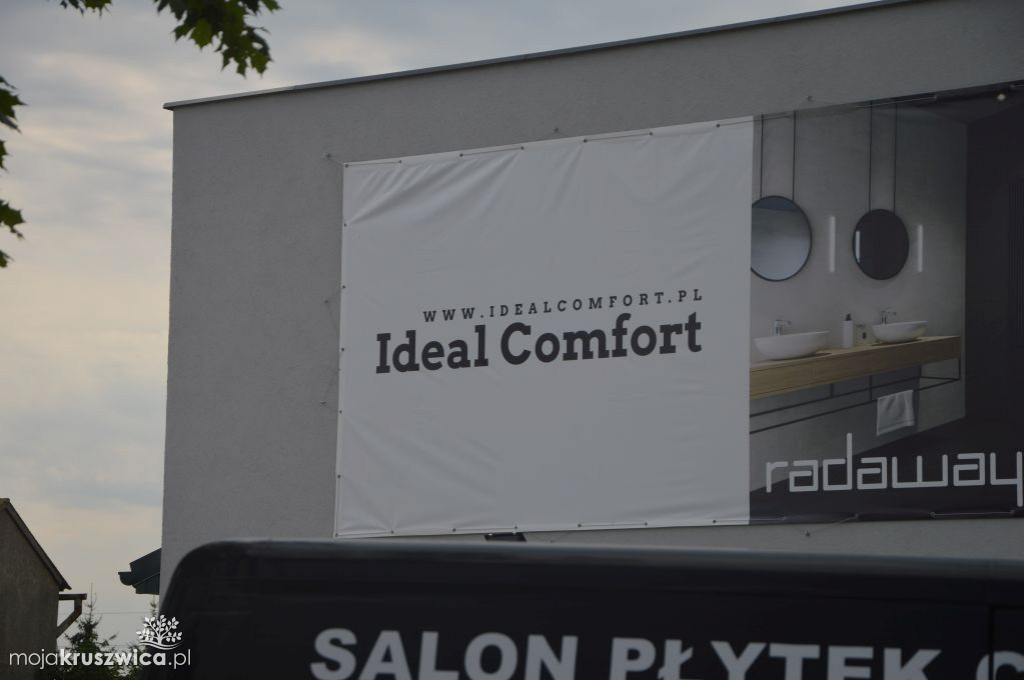 WWW.IDEALCOMFORT.PL
Ideal Comfort
radaway
SALON PŁYTEK
mojakruszwica.pl